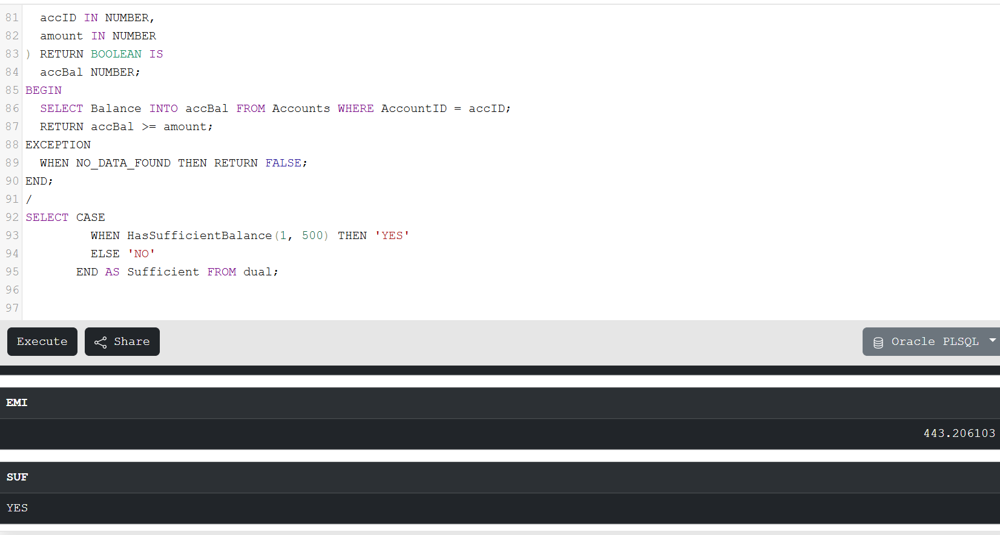 81   accID IN NUMBER,
82   amount IN NUMBER
83 ) RETURN BOOLEAN IS
84   accBal NUMBER;
85 BEGIN
86   SELECT Balance INTO accBal FROM Accounts WHERE AccountID = accID;
87   RETURN accBal >= amount;
88 EXCEPTION
89   WHEN NO_DATA_FOUND THEN RETURN FALSE;
90 END;
91 /
92 SELECT CASE
93          WHEN HasSufficientBalance(1, 500) THEN 'YES'
94          ELSE 'NO'
95        END AS Sufficient FROM dual;
96
97
Execute Share Oracle PLSQL
EMI
443.206103
SUF
YES